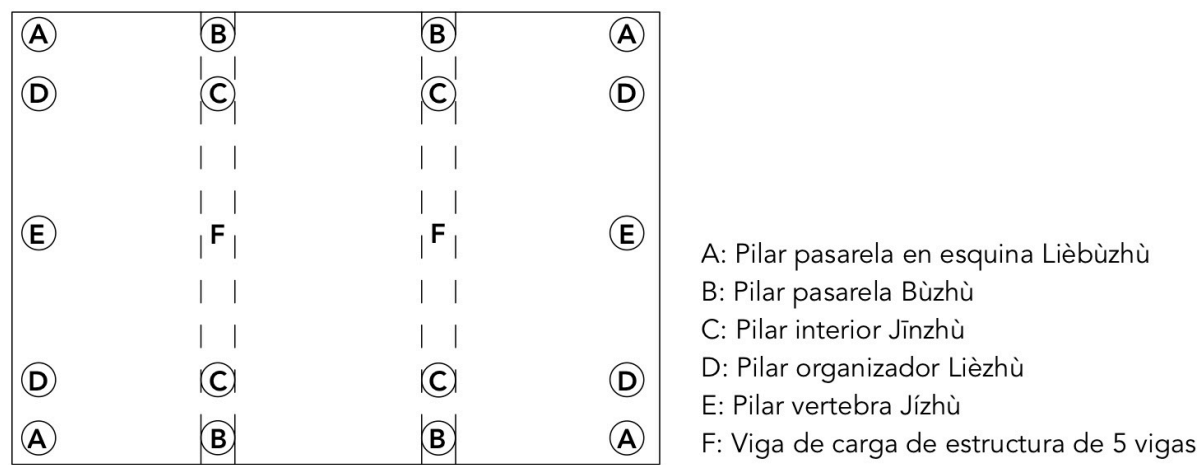 A B B A
D C C D
E F F E
D C C D
A B B A
A: Pilar pasarela en esquina Lièbùzhù
B: Pilar pasarela Bùzhù
C: Pilar interior Jīnzhù
D: Pilar organizador Lièzhù
E: Pilar vertebra Jízhù
F: Viga de carga de estructura de 5 vigas